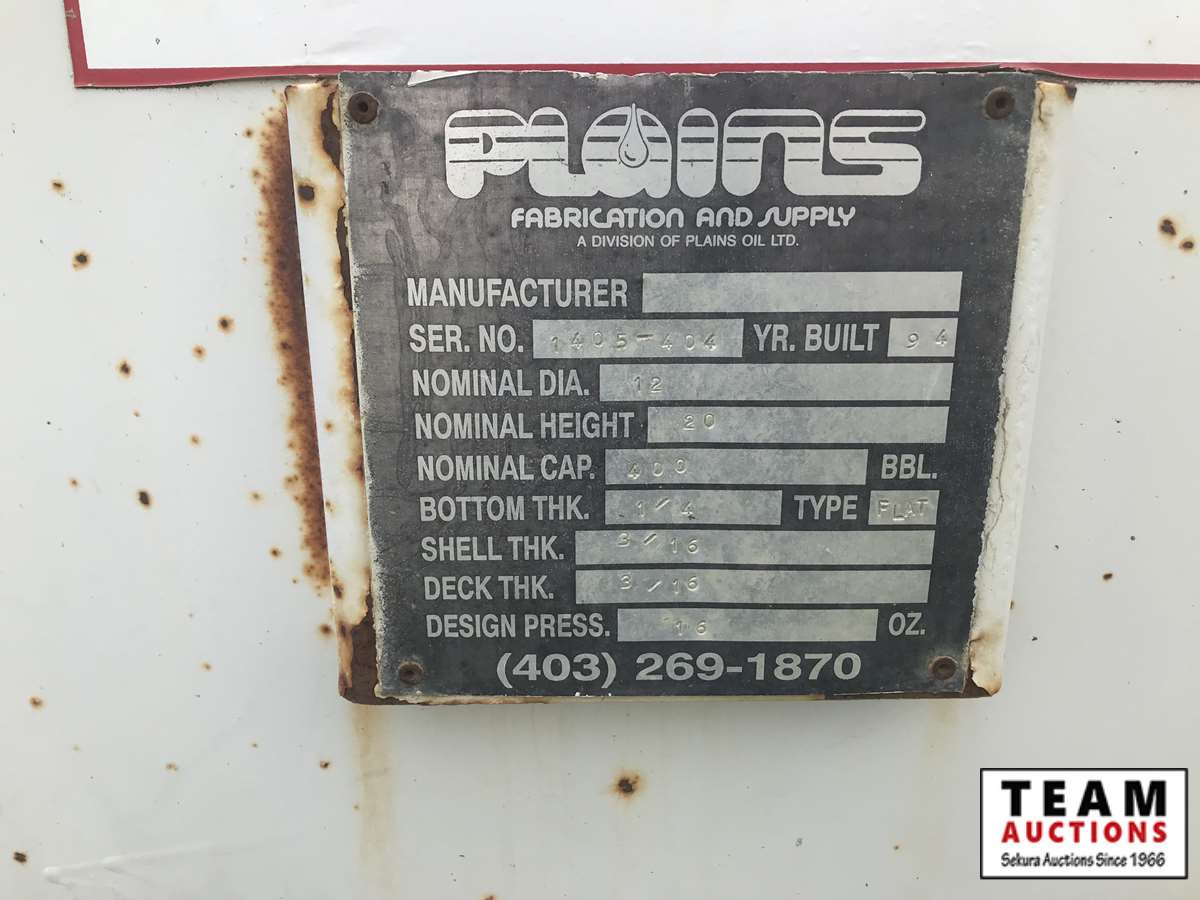 PLAINS
FABRICATION AND SUPPLY
A DIVISION OF PLAINS OIL LTD.
MANUFACTURER
SER. NO. 1405-404 YR. BUILT 94
NOMINAL DIA. 12
NOMINAL HEIGHT 20
NOMINAL CAP. 400 BBL.
BOTTOM THK. 1/4 TYPE FLAT
SHELL THK. 3/16
DECK THK. 3/16
DESIGN PRESS. 16 OZ.
(403) 269-1870
TEAM
AUCTIONS
Sekura Auctions Since 1966